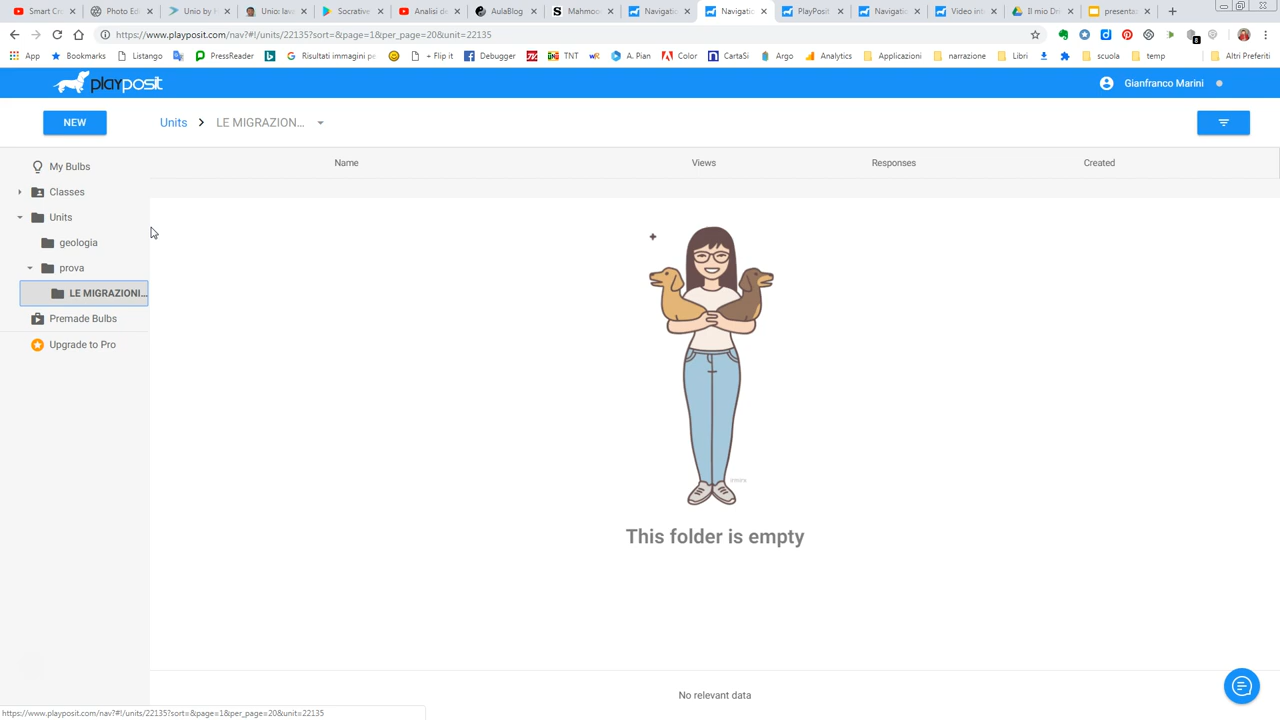 Smart Cr
Photo Ed
Unio by H
Unio: lava
Socrative
Analisi de
AulaBlog
Mahmoo
Navigatio
Navigatio
PlayPosit
Navigatio
Video int
Il mio Dr
presentaz
https://www.playposit.com/nav?#!/units/22135?sort=&page=1&per_page=20&unit=22135
App
Bookmarks
Listango
PressReader
Risultati immagini pe
+ Flip it
Debugger
TNT
A. Pian
Color
CartaSi
Argo
Analytics
Applicazioni
narrazione
Libri
scuola
temp
Altri Preferiti
playposit
Gianfranco Marini
NEW
Units
LE MIGRAZION...
Name
Views
Responses
Created
My Bulbs
Classes
Units
geologia
prova
LE MIGRAZIONI...
Premade Bulbs
Upgrade to Pro
This folder is empty
No relevant data
https://www.playposit.com/nav?#!/units/22135?sort=&page=1&per_page=20&unit=22135